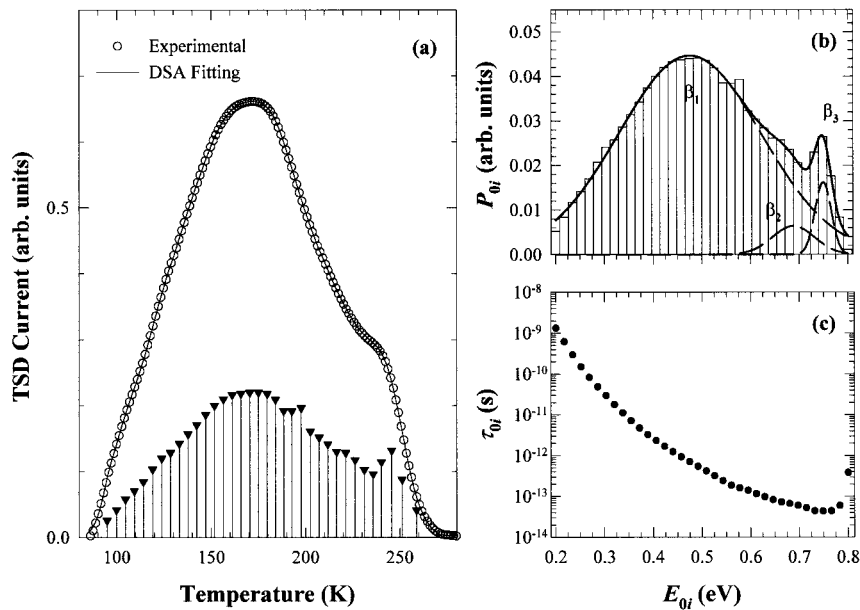 (a)
Experimental
DSA Fitting
TSD Current (arb. units)
0.5
0.0
100
150
200
250
Temperature (K)
(b)
P0i (arb. units)
0.05
0.04
0.03
0.02
0.01
0.00
β1
β2
β3
(c)
τ0i (s)
10-8
10-9
10-10
10-11
10-12
10-13
10-14
0.2
0.3
0.4
0.5
0.6
0.7
0.8
E0i (eV)